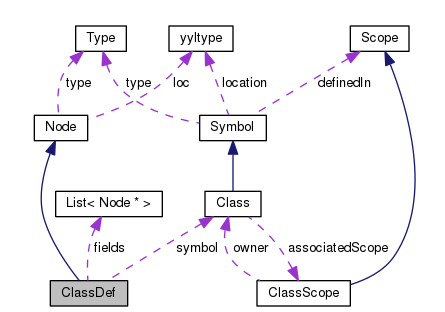 Type
yyltype
Scope
type
type
loc
location
definedIn
Node
Symbol
List< Node * >
Class
fields
symbol
owner
associatedScope
ClassDef
ClassScope